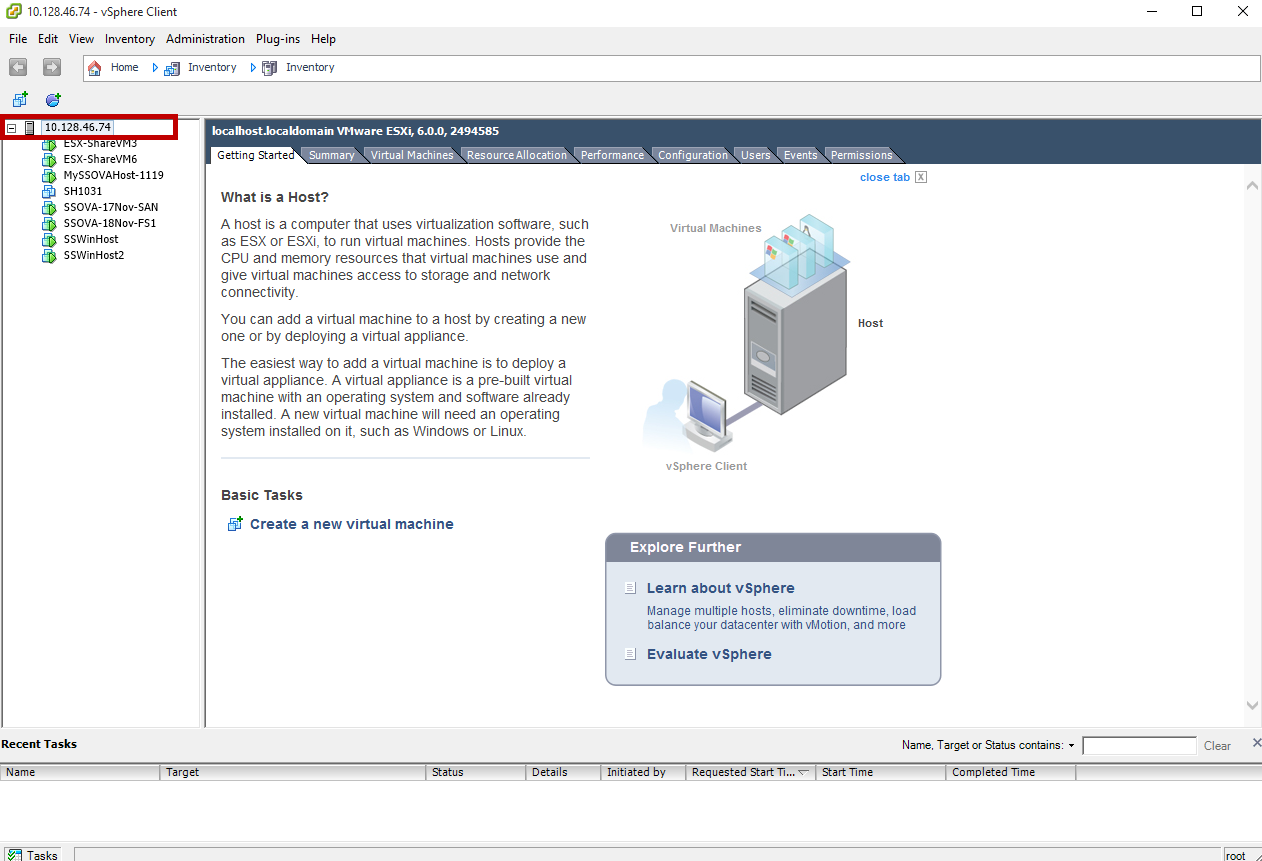 10.128.46.74 - vSphere Client
File Edit View Inventory Administration Plug-ins Help
Home Inventory Inventory
10.128.46.74
ESX-ShareVM3
ESX-ShareVM6
MySSOVAHost-1119
SH1031
SSOVA-17Nov-SAN
SSOVA-18Nov-FS1
SSWinHost
SSWinHost2
localhost.localdomain VMware ESXi, 6.0.0, 2494585
Getting Started Summary Virtual Machines Resource Allocation Performance Configuration Users Events Permissions
close tab X
What is a Host?
A host is a computer that uses virtualization software, such
as ESX or ESXi, to run virtual machines. Hosts provide the
CPU and memory resources that virtual machines use and
give virtual machines access to storage and network
connectivity.
You can add a virtual machine to a host by creating a new
one or by deploying a virtual appliance.
The easiest way to add a virtual machine is to deploy a
virtual appliance. A virtual appliance is a pre-built virtual
machine with an operating system and software already
installed. A new virtual machine will need an operating
system installed on it, such as Windows or Linux.
Basic Tasks
Create a new virtual machine
Virtual Machines
Host
vSphere Client
Explore Further
Learn about vSphere
Manage multiple hosts, eliminate downtime, load
balance your datacenter with vMotion, and more
Evaluate vSphere
Recent Tasks
Name, Target or Status contains: Clear
Name Target Status Details Initiated by Requested Start Ti... Start Time Completed Time
Tasks
root